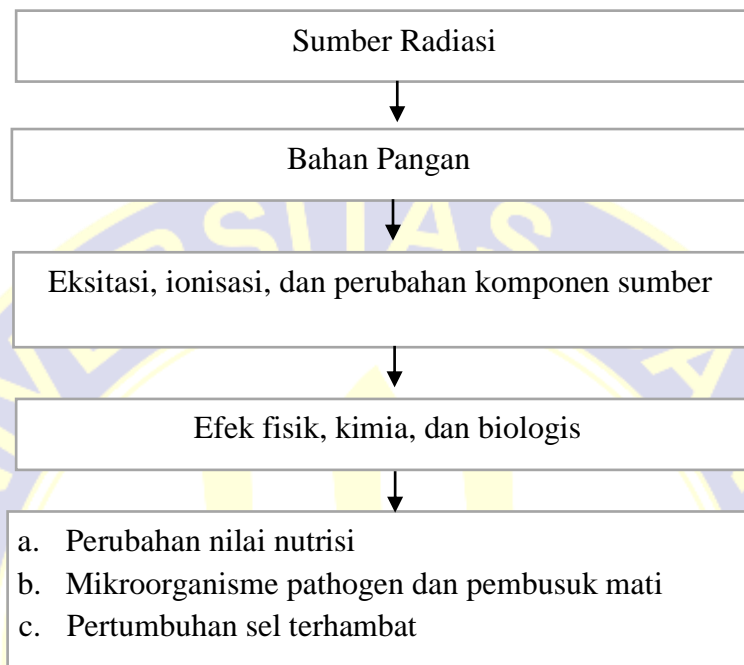 Sumber Radiasi
Bahan Pangan
Eksitasi, ionisasi, dan perubahan komponen sumber
Efek fisik, kimia, dan biologis
a. Perubahan nilai nutrisi
b. Mikroorganisme pathogen dan pembusuk mati
c. Pertumbuhan sel terhambat